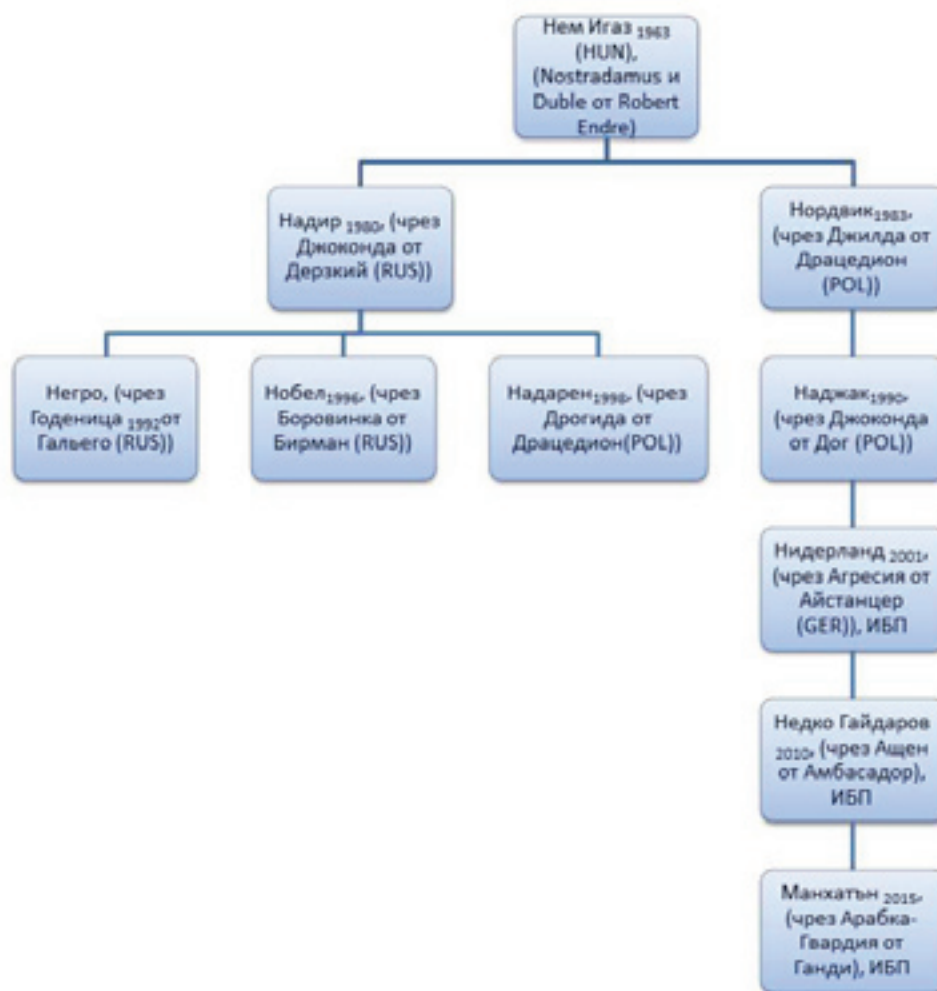 Нем Игаз 1963
(HUN),
(Nostradamus и
Duble от Robert
Endre)
Надир 1980, (чрез
Джоконда от
Дерзкий (RUS))
Нордвик1983,
(чрез Джилда от
Драцедион
(POL))
Негро, (чрез
Годеница 1992от
Гальего (RUS))
Нобел1996, (чрез
Боровинка от
Бирман (RUS))
Надарен1998, (чрез
Дрогида от
Драцедион(POL))
Наджак1990,
(чрез Джоконда
от Дог (POL))
Нидерланд 2001,
(чрез Агресия от
Айстанцер
(GER)), ИБП
Недко Гайдаров
2010, (чрез Ащен
от Амбасадор),
ИБП
Манхатън 2015,
(чрез Арабка-
Гвардия от
Ганди), ИБП